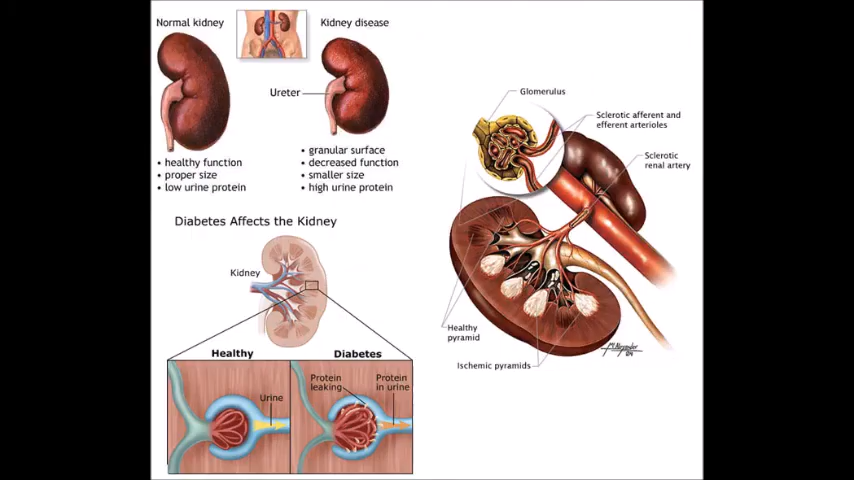 Normal kidney
Kidney disease
Ureter
• healthy function
• proper size
• low urine protein
• granular surface
• decreased function
• smaller size
• high urine protein
Diabetes Affects the Kidney
Kidney
Healthy
Diabetes
Urine
Protein
leaking
Protein
in urine
Glomerulus
Sclerotic afferent and
efferent arterioles
Sclerotic
renal artery
Healthy
pyramid
Ischemic pyramids